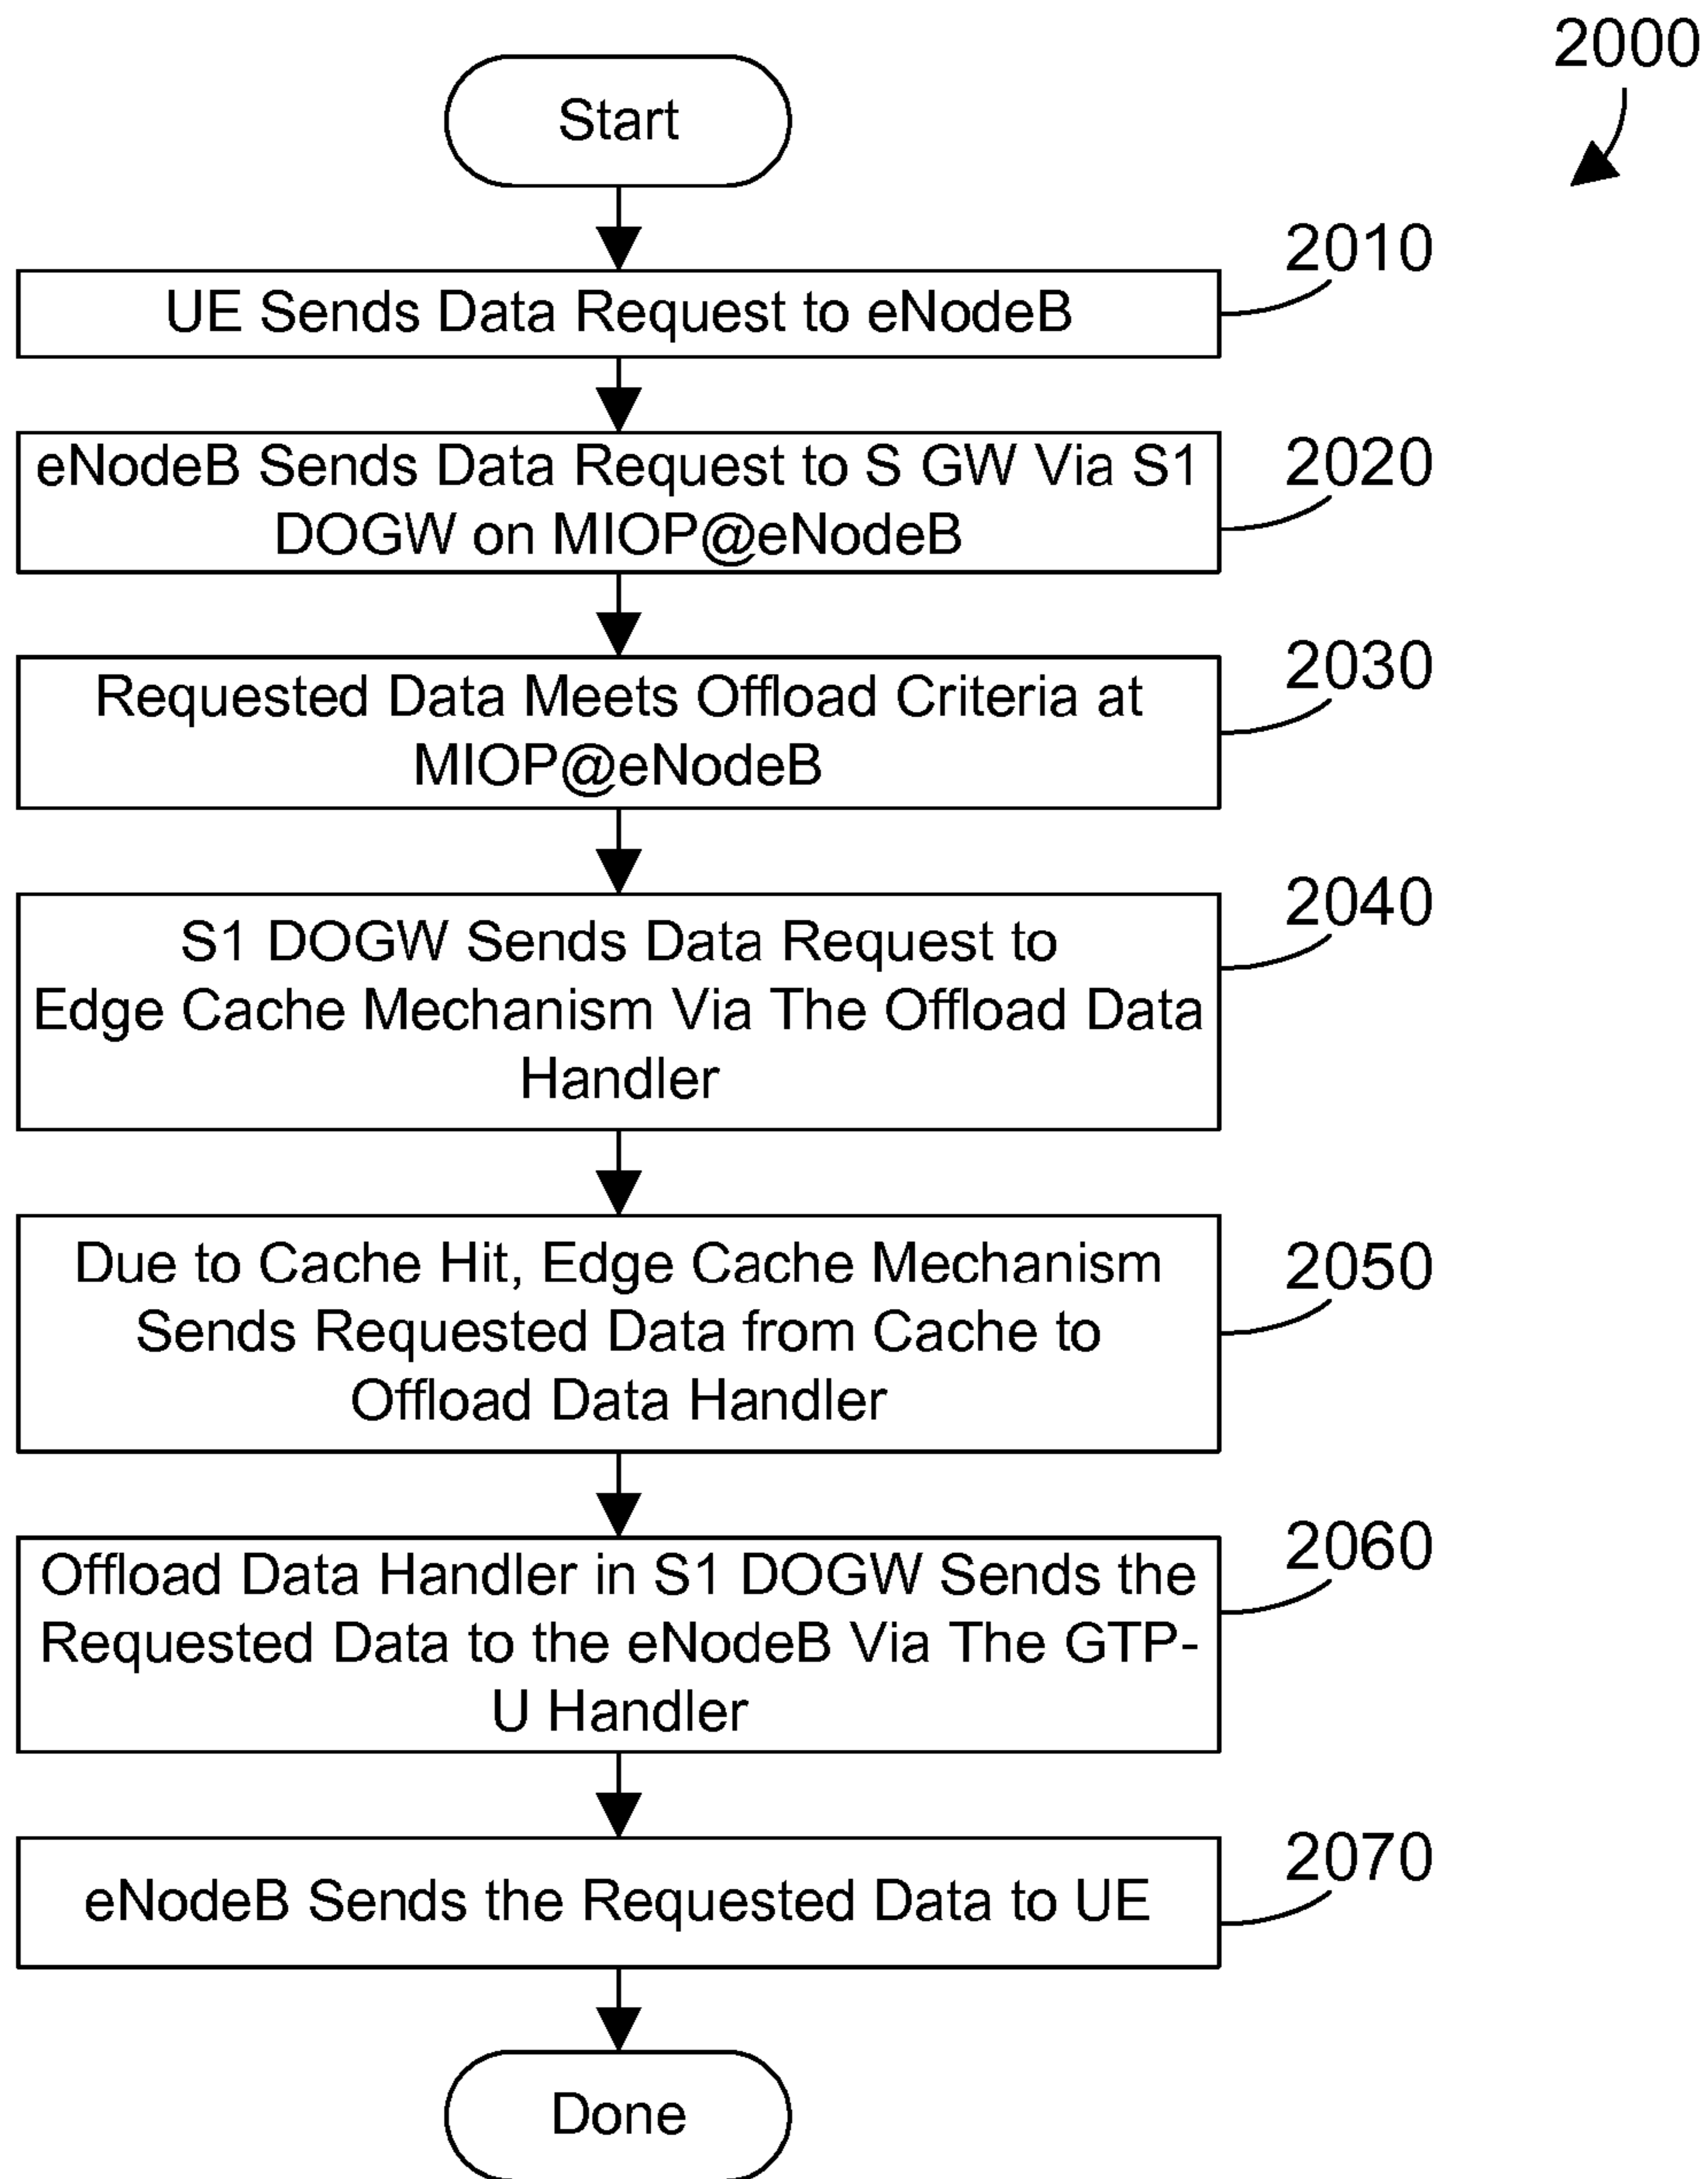 2000
Start
2010
UE Sends Data Request to eNodeB
2020
eNodeB Sends Data Request to S GW Via S1
DOGW on MIOP@eNodeB
2030
Requested Data Meets Offload Criteria at
MIOP@eNodeB
2040
S1 DOGW Sends Data Request to
Edge Cache Mechanism Via The Offload Data
Handler
2050
Due to Cache Hit, Edge Cache Mechanism
Sends Requested Data from Cache to
Offload Data Handler
2060
Offload Data Handler in S1 DOGW Sends the
Requested Data to the eNodeB Via The GTP-
U Handler
2070
eNodeB Sends the Requested Data to UE
Done